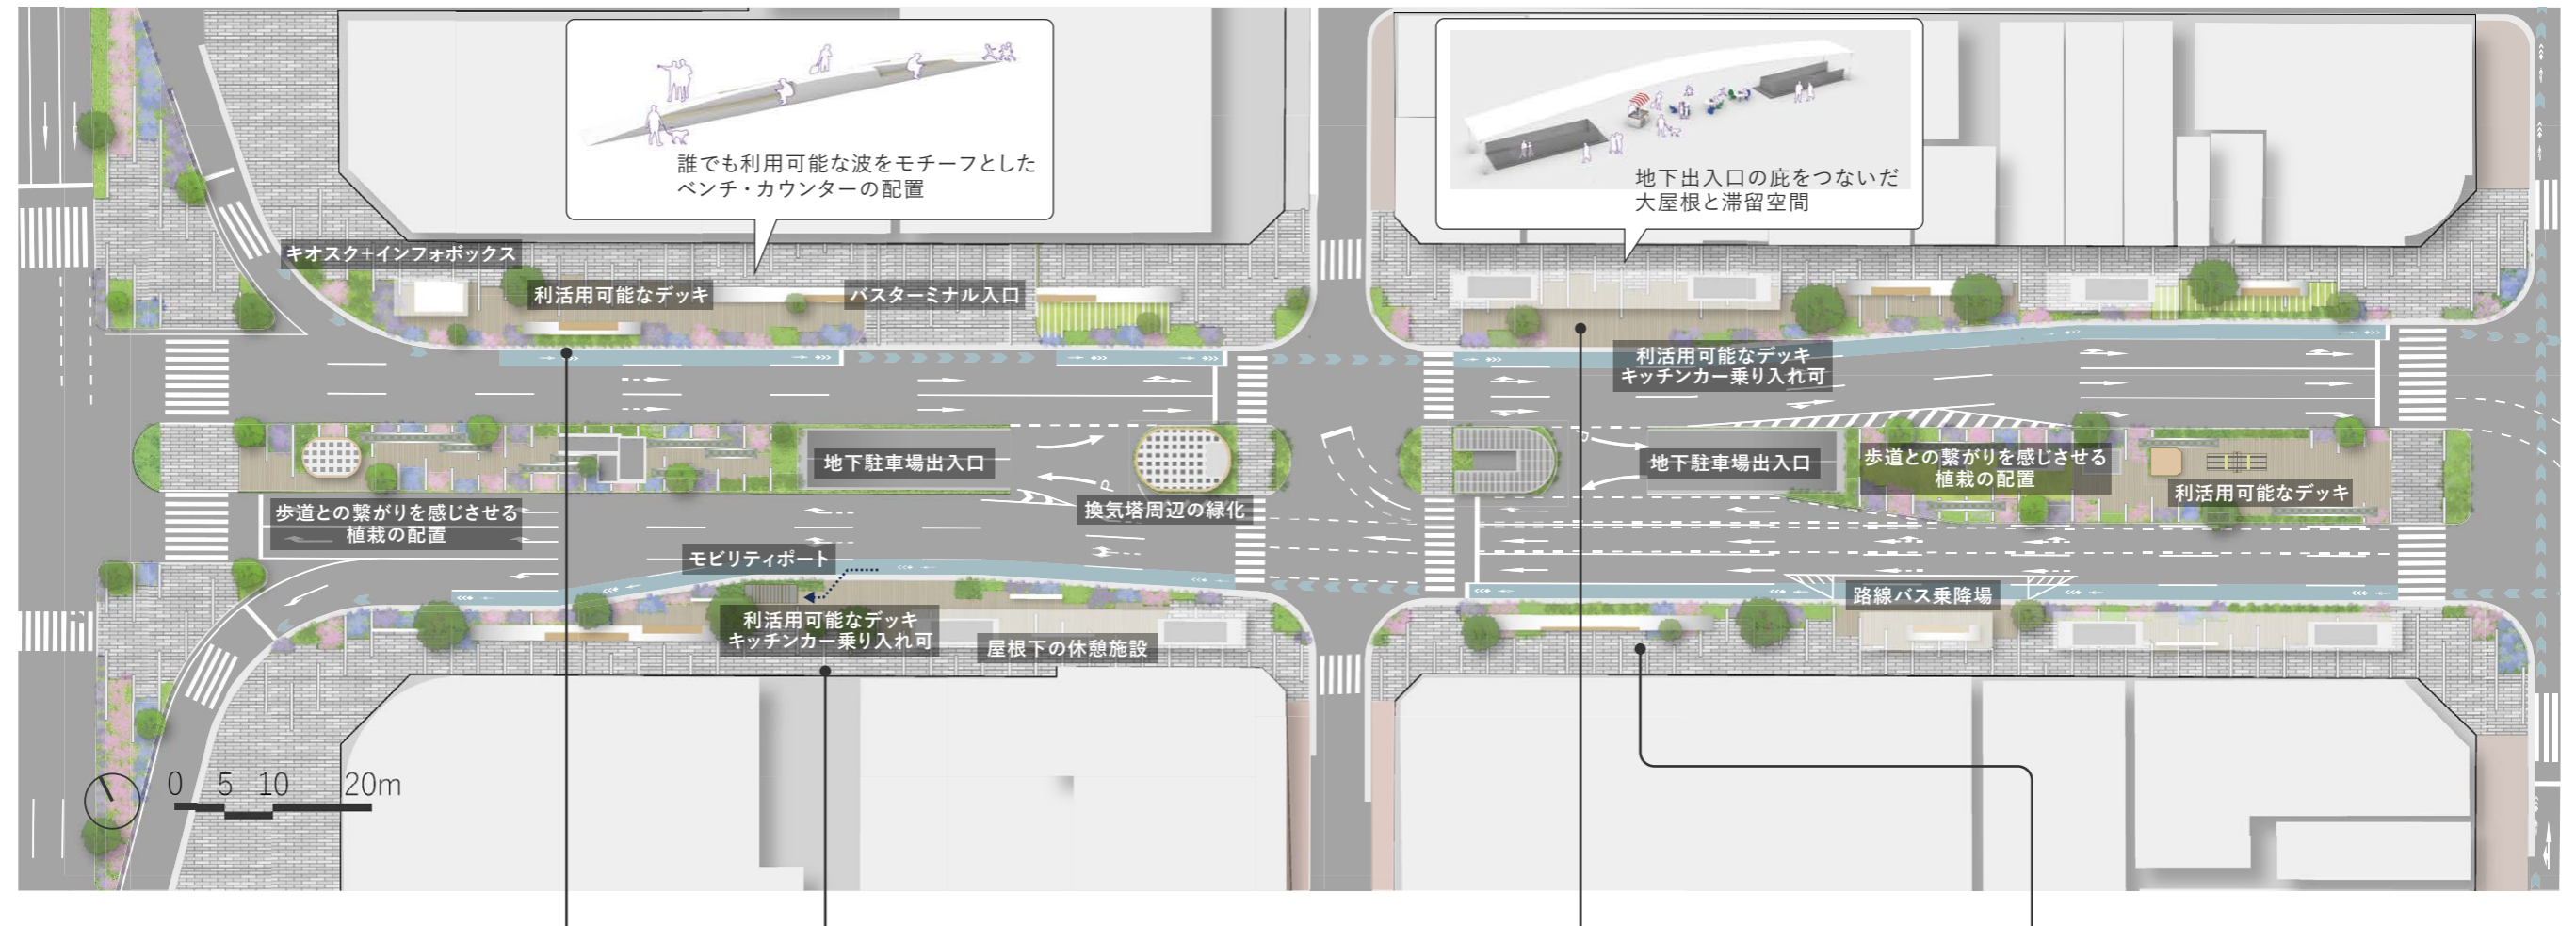 誰でも利用可能な波をモチーフとした
ベンチ・カウンターの配置
地下出入口の庇をつないだ
大屋根と滞留空間
キオスク+インフォボックス
利活用可能なデッキ
バスターミナル入口
利活用可能なデッキ
キッチンカー乗り入れ可
地下駐車場出入口
P
換気塔周辺の緑化
歩道との繋がりを感じさせる
植栽の配置
P
地下駐車場出入口
歩道との繋がりを感じさせる
植栽の配置
利活用可能なデッキ
モビリティポート
利活用可能なデッキ
キッチンカー乗り入れ可
屋根下の休憩施設
路線バス乗降場
0 5 10 20m